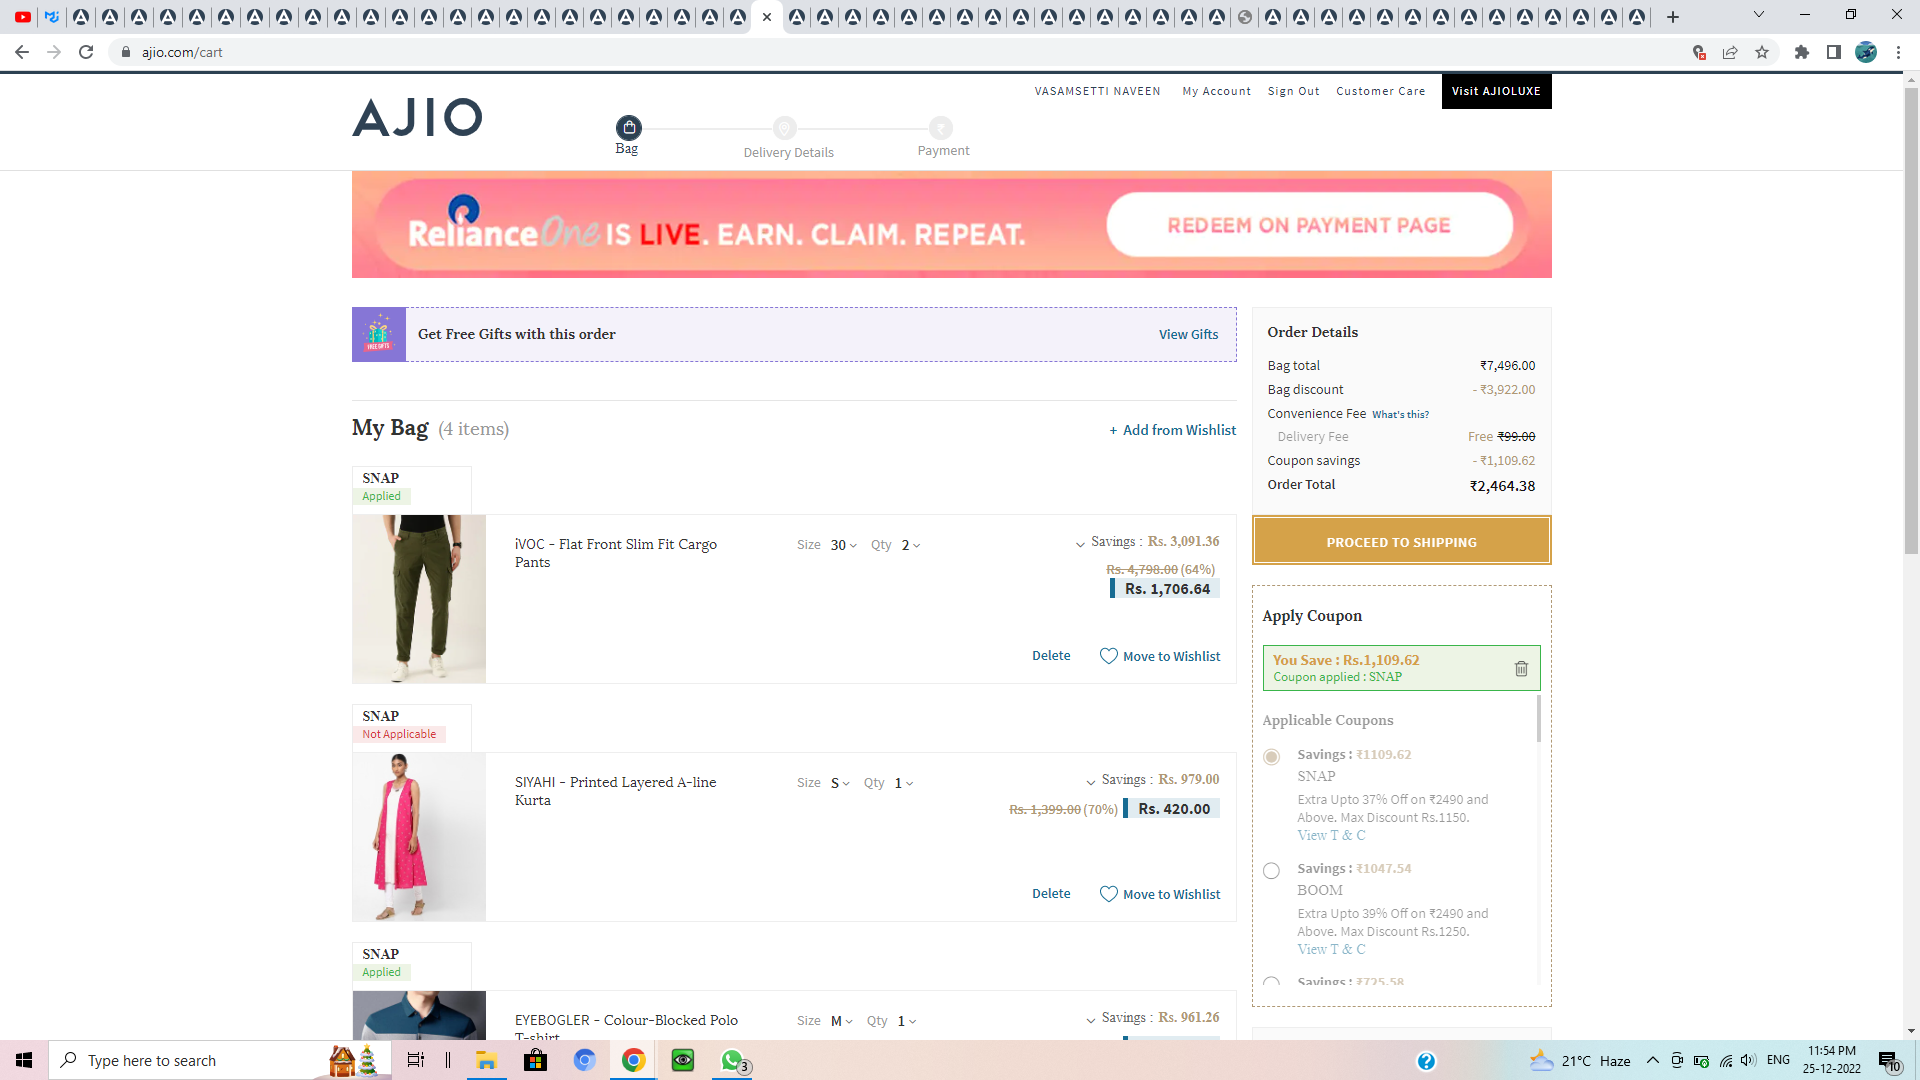 ajio.com/cart
VASAMSETTI NAVEEN My Account Sign Out Customer Care Visit AJIOLUXE
AJIO
Bag Delivery Details Payment
RelianceOne IS LIVE. EARN. CLAIM. REPEAT. REDEEM ON PAYMENT PAGE
FREE GIFTS
Get Free Gifts with this order View Gifts
My Bag (4 items) + Add from Wishlist
SNAP
Applied
iVOC - Flat Front Slim Fit Cargo
Pants
Size 30 Qty 2
Savings : Rs. 3,091.36
Rs. 4,798.00 (64%)
Rs. 1,706.64
Delete Move to Wishlist
SNAP
Not Applicable
SIYAHI - Printed Layered A-line
Kurta
Size S Qty 1
Savings : Rs. 979.00
Rs. 1,399.00 (70%) Rs. 420.00
Delete Move to Wishlist
SNAP
Applied
EYEBOGLER - Colour-Blocked Polo
T-shirt
Size M Qty 1
Savings : Rs. 961.26
Order Details
Bag total ₹7,496.00
Bag discount - ₹3,922.00
Convenience Fee What's this?
Delivery Fee Free ₹99.00
Coupon savings - ₹1,109.62
Order Total ₹2,464.38
PROCEED TO SHIPPING
Apply Coupon
You Save : Rs.1,109.62
Coupon applied : SNAP
Applicable Coupons
Savings : ₹1109.62
SNAP
Extra Upto 37% Off on ₹2490 and
Above. Max Discount Rs.1150.
View T & C
Savings : ₹1047.54
BOOM
Extra Upto 39% Off on ₹2490 and
Above. Max Discount Rs.1250.
View T & C
Savings : ₹725.58
Type here to search
3
21°C Haze ENG
11:54 PM
25-12-2022
10